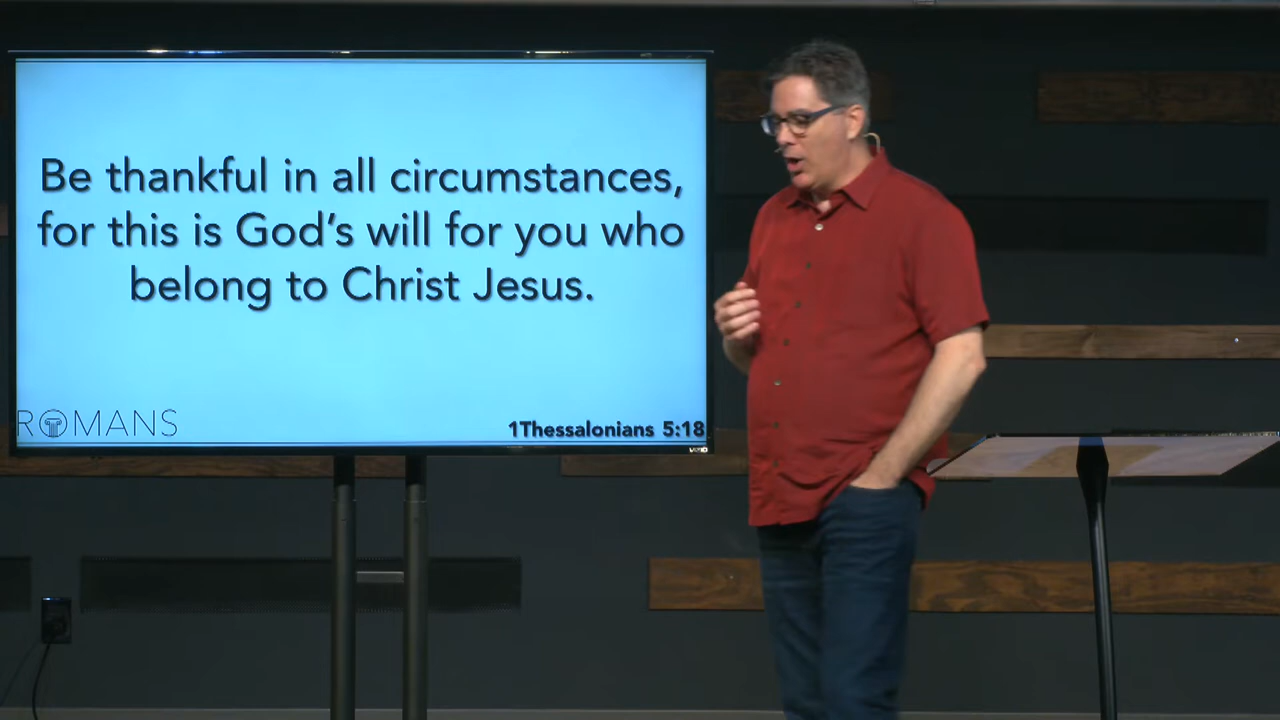 Be thankful in all circumstances,
for this is God's will for you who
belong to Christ Jesus.
ROMANS
1Thessalonians 5:18
VIZIO